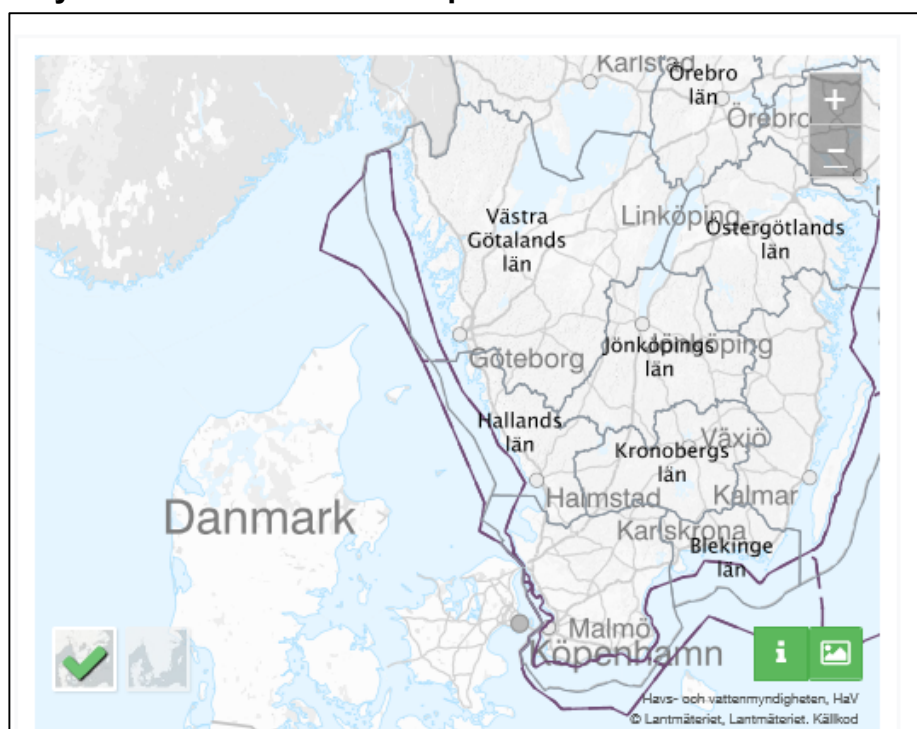 Karlstad
Örebro
län
+
Örebro
-
Västra
Götalands
län
Linköping
Östergötlands
län
Göteborg
Jönköpings
län
Jönköping
Hallands
län
Växjö
Kronobergs
län
Halmstad
Kalmar
Danmark
Karlskrona
Blekinge
län
Malmö
Köpenhamn
i
Havs- och vattenmyndigheten, HaV
© Lantmäteriet, Lantmäteriet. Källkod